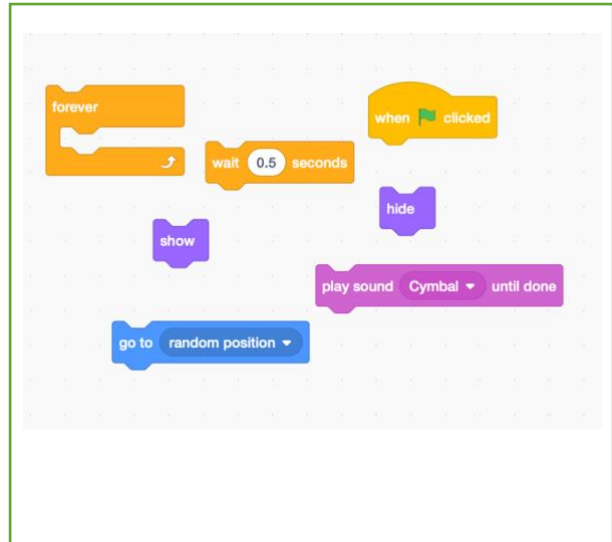 forever
when clicked
wait 0.5 seconds
hide
show
play sound Cymbal until done
go to random position